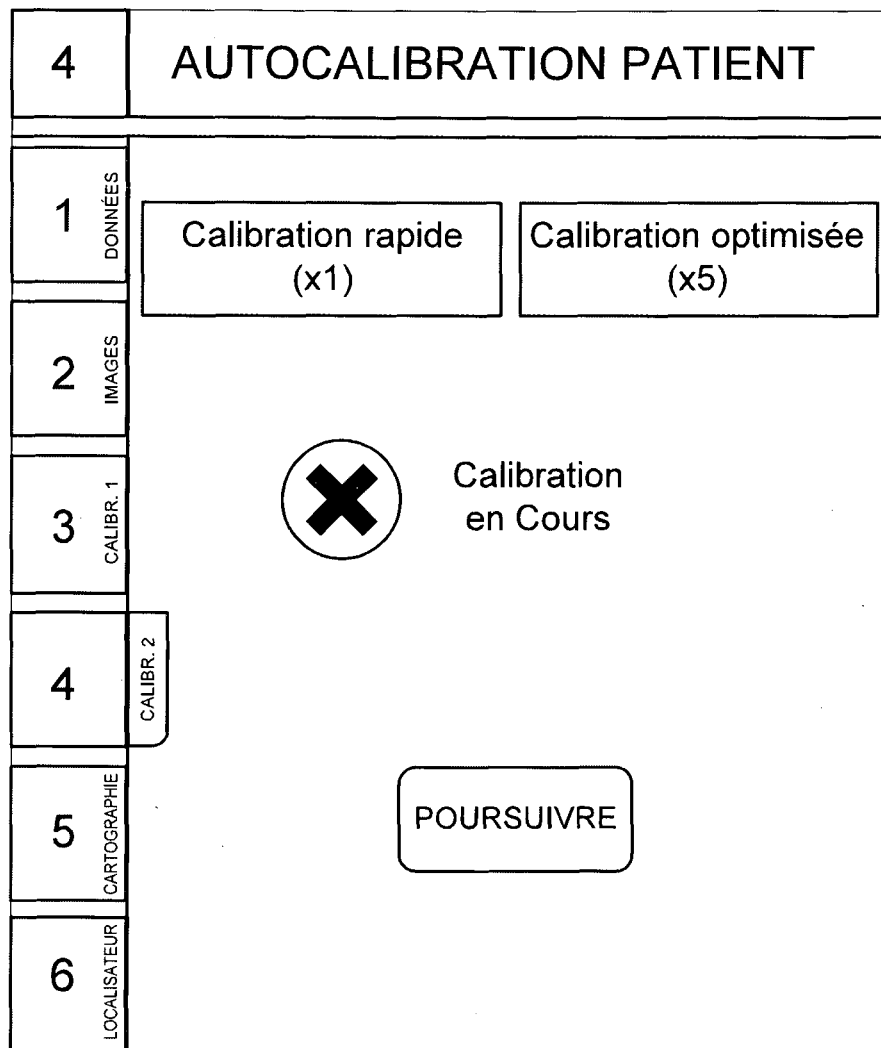 4 AUTOCALIBRATION PATIENT
1 DONNÉES
Calibration rapide
(x1)
Calibration optimisée
(x5)
2 IMAGES
3 CALIBR. 1
Calibration
en Cours
4 CALIBR. 2
5 CARTOGRAPHIE
POURSUIVRE
6 LOCALISATEUR